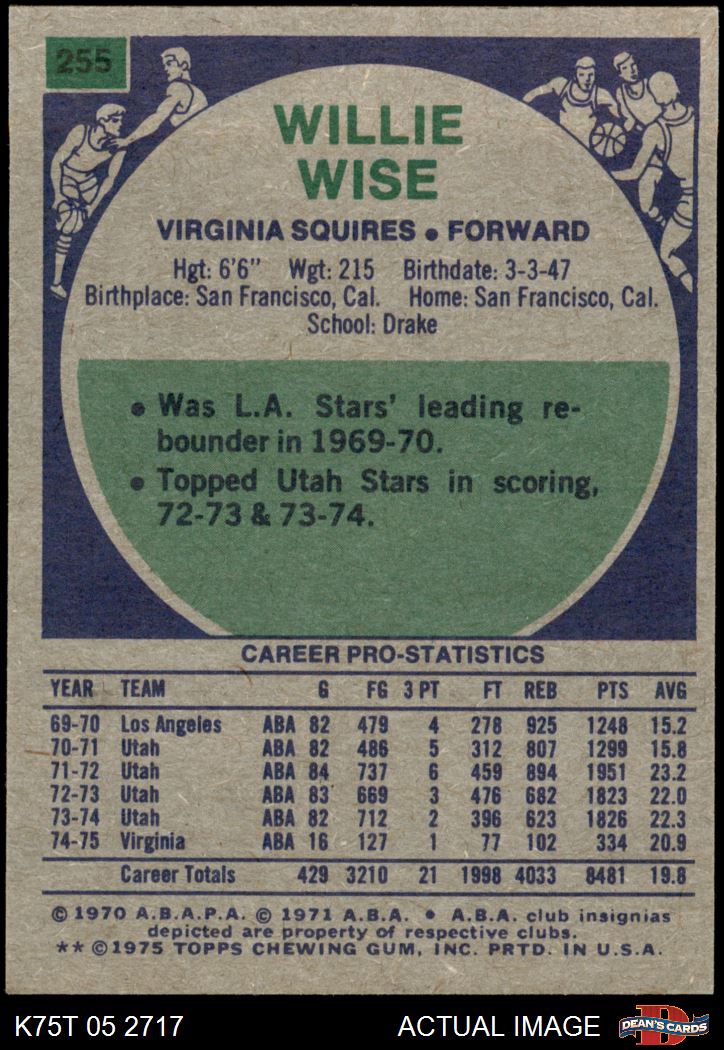 255
WILLIE
WISE
VIRGINIA SQUIRES • FORWARD
Hgt: 6'6" Wgt: 215 Birthdate: 3-3-47
Birthplace: San Francisco, Cal. Home: San Francisco, Cal.
School: Drake
• Was L.A. Stars' leading re-
bounder in 1969-70.
• Topped Utah Stars in scoring,
72-73 & 73-74.
CAREER PRO-STATISTICS
YEAR TEAM G FG 3 PT FT REB PTS AVG
69-70 Los Angeles ABA 82 479 4 278 925 1248 15.2
70-71 Utah ABA 82 486 5 312 807 1299 15.8
71-72 Utah ABA 84 737 6 459 894 1951 23.2
72-73 Utah ABA 83 669 3 476 682 1823 22.0
73-74 Utah ABA 82 712 2 396 623 1826 22.3
74-75 Virginia ABA 16 127 1 77 102 334 20.9
Career Totals 429 3210 21 1998 4033 8481 19.8
© 1970 A.B.A.P.A. © 1971 A.B.A. • A.B.A. club insignias
depicted are property of respective clubs.
** © 1975 TOPPS CHEWING GUM, INC. PRTD. IN U.S.A.
K75T 05 2717 ACTUAL IMAGE
D
DEAN'S CARDS